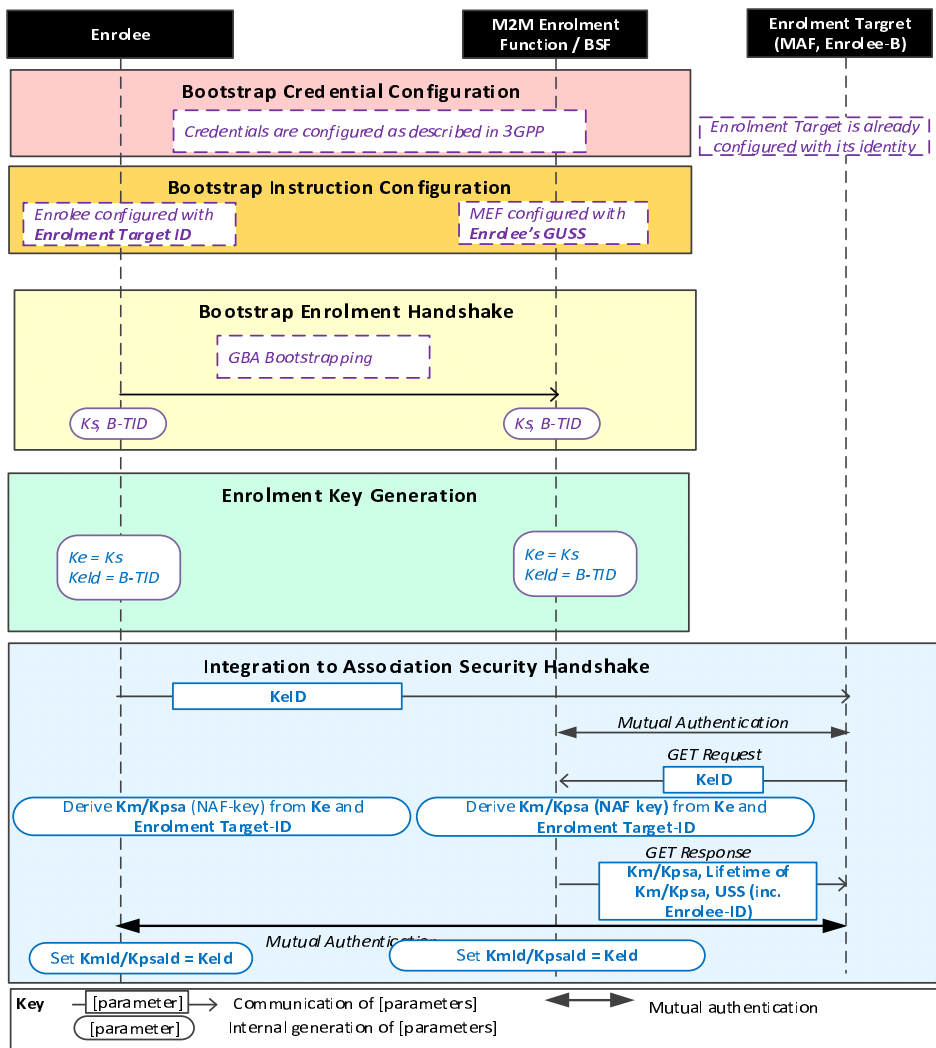 Enrolee
M2M Enrolment
Function / BSF
Enrolment Targret
(MAF, Enrolee-B)
Bootstrap Credential Configuration
Credentials are configured as described in 3GPP
Enrolment Target is already
configured with its identity
Bootstrap Instruction Configuration
Enrolee configured with
Enrolment Target ID
MEF configured with
Enrolee's GUSS
Bootstrap Enrolment Handshake
GBA Bootstrapping
Ks, B-TID
Ks, B-TID
Enrolment Key Generation
Ke = Ks
KeId = B-TID
Ke = Ks
KeId = B-TID
Integration to Association Security Handshake
KeID
Mutual Authentication
GET Request
KeID
Derive Km/Kpsa (NAF-key) from Ke and
Enrolment Target-ID
Derive Km/Kpsa (NAF key) from Ke and
Enrolment Target-ID
GET Response
Km/Kpsa, Lifetime of
Km/Kpsa, USS (inc.
Enrolee-ID)
Mutual Authentication
Set KmId/KpsaId = KeId
Set KmId/KpsaId = KeId
Key
[parameter]
Communication of [parameters]
Mutual authentication
[parameter]
Internal generation of [parameters]